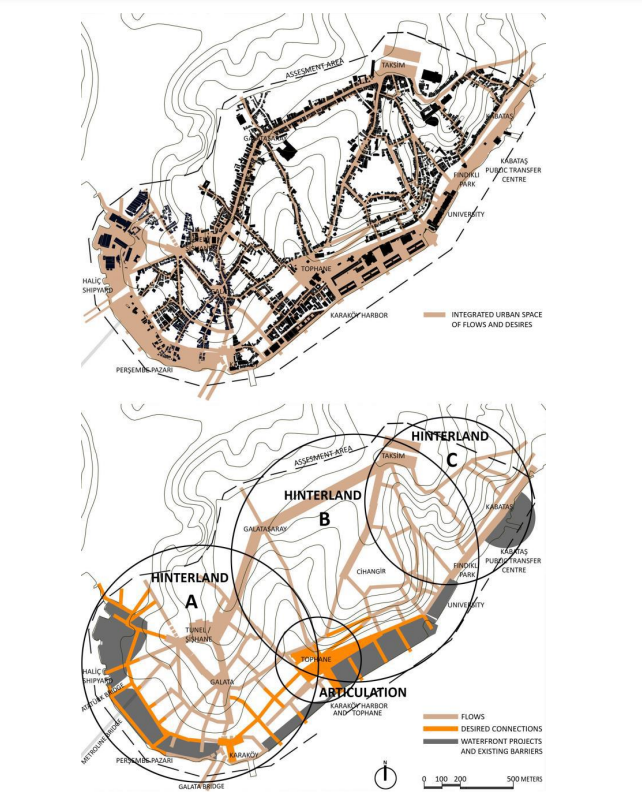 ASSESMENT AREA
TAKSİM
GALATASARAY
KABATAŞ
KABATAŞ
PUBLIC TRANSFER
CENTRE
FINDIKLI
PARK
UNIVERSITY
TOPHANE
HALİÇ
SHIPYARD
KARAKÖY HARBOR
INTEGRATED URBAN SPACE
OF FLOWS AND DESIRES
PERŞEMBE PAZARI
HINTERLAND
C
ASSESMENT AREA
TAKSİM
HINTERLAND
B
KABATAŞ
GALATASARAY
KABATAŞ
PUBLIC TRANSFER
CENTRE
CİHANGİR
FINDIKLI
PARK
HINTERLAND
A
UNIVERSITY
TUNEL /
ŞİŞHANE
TOPHANE
HALİÇ
SHIPYARD
GALATA
ARTICULATION
ATATÜRK BRIDGE
KARAKÖY HARBOR
AND TOPHANE
METROLINE BRIDGE
FLOWS
DESIRED CONNECTIONS
WATERFRONT PROJECTS
AND EXISTING BARRIERS
KARAKÖY
PERŞEMBE PAZARI
GALATA BRIDGE
0 100 200 500 METERS